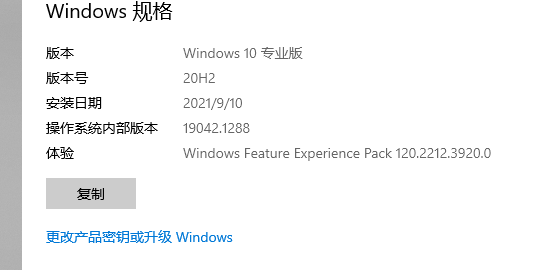 Windows 规格
版本 Windows 10 专业版
版本号 20H2
安装日期 2021/9/10
操作系统内部版本 19042.1288
体验 Windows Feature Experience Pack 120.2212.3920.0
复制
更改产品密钥或升级 Windows